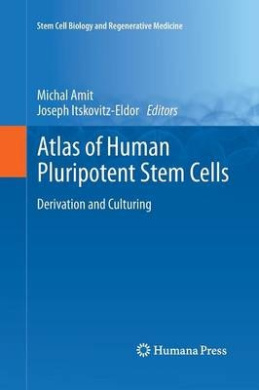 Stem Cell Biology and Regenerative Medicine
Michal Amit
Joseph Itskovitz-Eldor Editors
Atlas of Human
Pluripotent Stem Cells
Derivation and Culturing
Humana Press